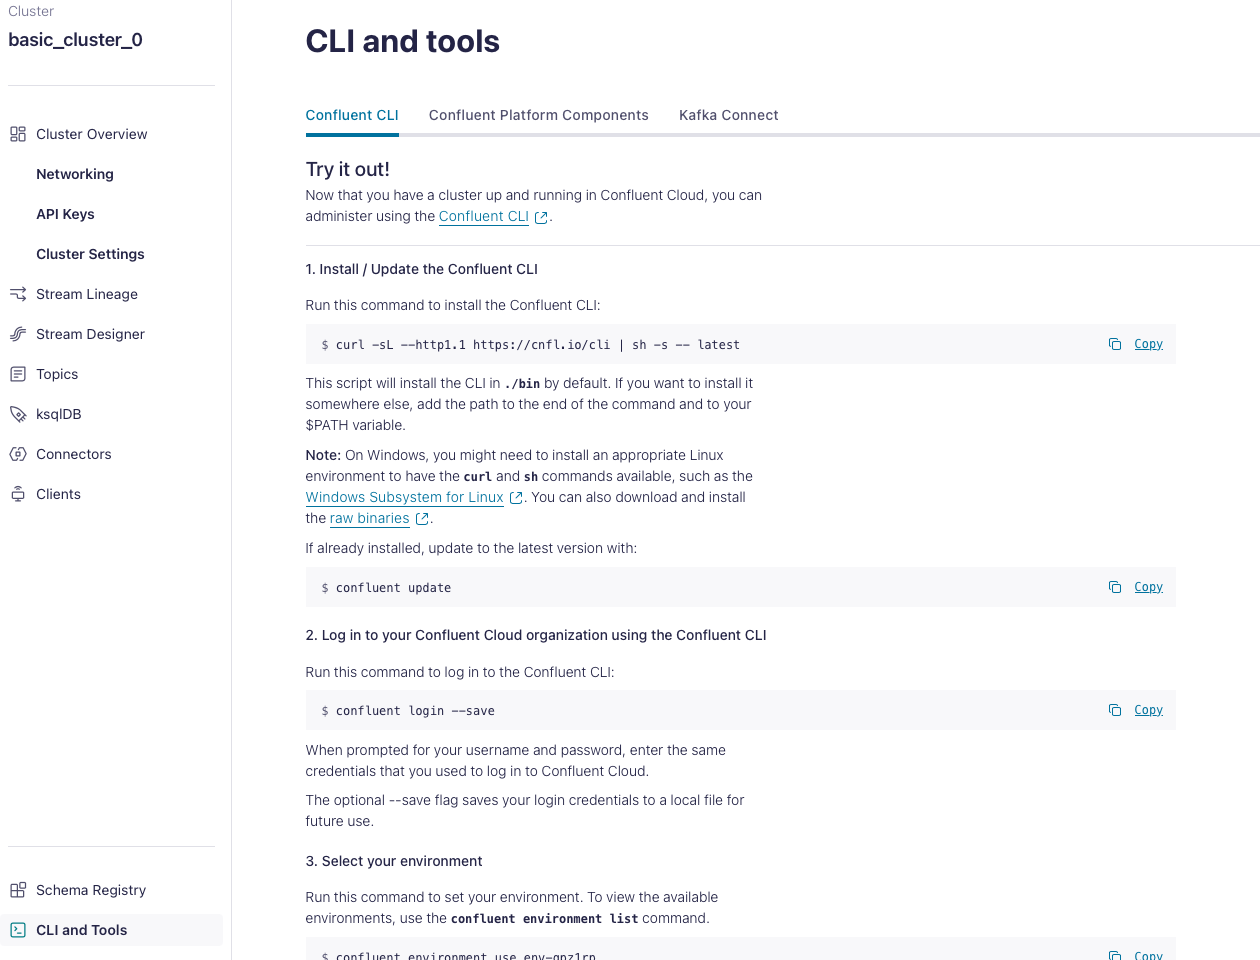 Cluster
basic_cluster_0
Cluster Overview
Networking
API Keys
Cluster Settings
Stream Lineage
Stream Designer
Topics
ksqlDB
Connectors
Clients
Schema Registry
CLI and Tools
CLI and tools
Confluent CLI
Confluent Platform Components
Kafka Connect
Try it out!
Now that you have a cluster up and running in Confluent Cloud, you can
administer using the Confluent CLI.
1. Install / Update the Confluent CLI
Run this command to install the Confluent CLI:
$ curl -sL --http1.1 https://cnfl.io/cli | sh -s -- latest
Copy
This script will install the CLI in ./bin by default. If you want to install it
somewhere else, add the path to the end of the command and to your
$PATH variable.
Note: On Windows, you might need to install an appropriate Linux
environment to have the curl and sh commands available, such as the
Windows Subsystem for Linux. You can also download and install
the raw binaries.
If already installed, update to the latest version with:
$ confluent update
Copy
2. Log in to your Confluent Cloud organization using the Confluent CLI
Run this command to log in to the Confluent CLI:
$ confluent login --save
Copy
When prompted for your username and password, enter the same
credentials that you used to log in to Confluent Cloud.
The optional --save flag saves your login credentials to a local file for
future use.
3. Select your environment
Run this command to set your environment. To view the available
environments, use the confluent environment list command.
$ confluent environment use
Copy